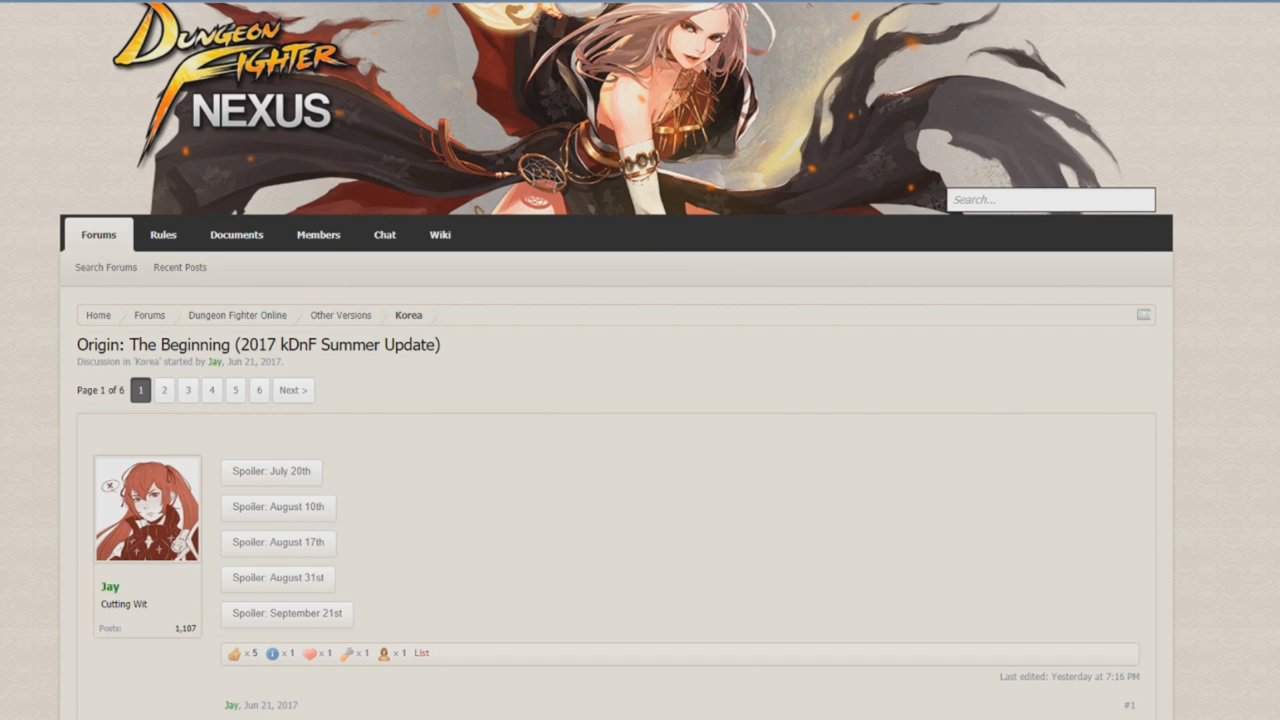 DUNGEON
FIGHTER
NEXUS
Search...
Forums Rules Documents Members Chat Wiki
Search Forums Recent Posts
Home Forums Dungeon Fighter Online Other Versions Korea
Origin: The Beginning (2017 kDnF Summer Update)
Discussion in 'Korea' started by Jay, Jun 21, 2017.
Page 1 of 6 1 2 3 4 5 6 Next >
Spoiler: July 20th
Spoiler: August 10th
Spoiler: August 17th
Spoiler: August 31st
Spoiler: September 21st
Jay
Cutting Wit
Posts: 1,107
x 5 x 1 x 1 x 1 x 1 List
Last edited: Yesterday at 7:16 PM
Jay, Jun 21, 2017 #1